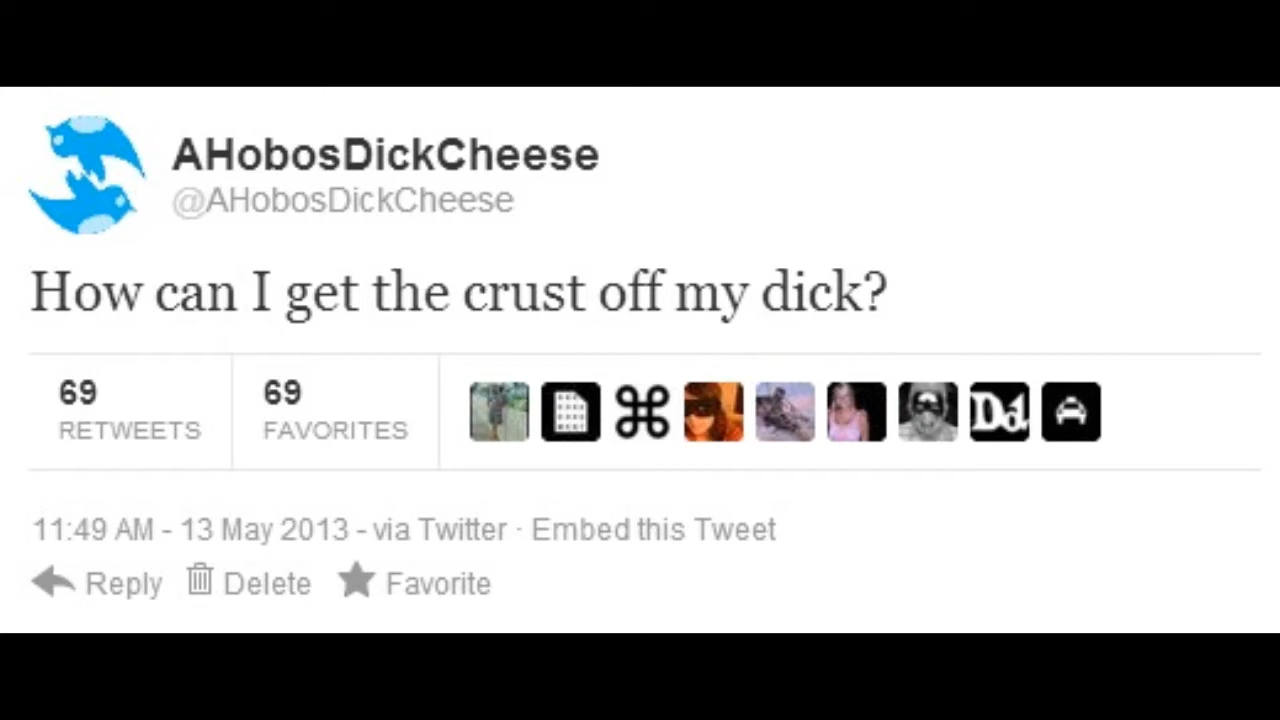 AHobosDickCheese
@AHobosDickCheese
How can I get the crust off my dick?
69
RETWEETS
69
FAVORITES
Dd
11:49 AM - 13 May 2013 - via Twitter · Embed this Tweet
Reply Delete Favorite